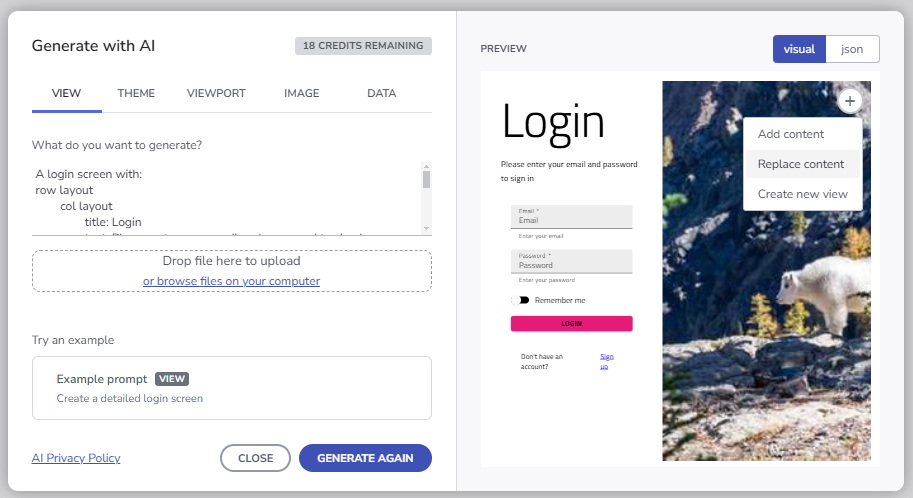 Generate with AI
18 CREDITS REMAINING
VIEW
THEME
VIEWPORT
IMAGE
DATA
What do you want to generate?
A login screen with:
row layout
col layout
title: Login
Drop file here to upload
or browse files on your computer
Try an example
Example prompt VIEW
Create a detailed login screen
AI Privacy Policy
CLOSE
GENERATE AGAIN
PREVIEW
visual
json
Login
Please enter your email and password
to sign in
Email *
Email
Enter your email
Password *
Password
Enter your password
Remember me
LOGIN
Don't have an
account?
Sign
up
+
Add content
Replace content
Create new view